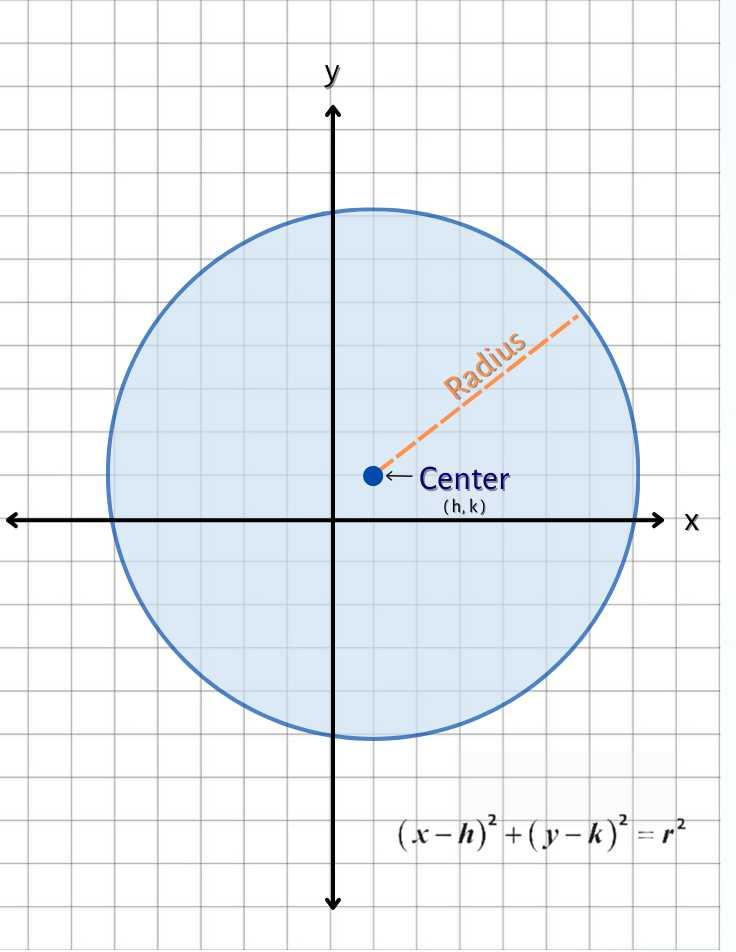 y
Radius
Center
(h,k)
x
(x−h)²+(y−k)²=r²